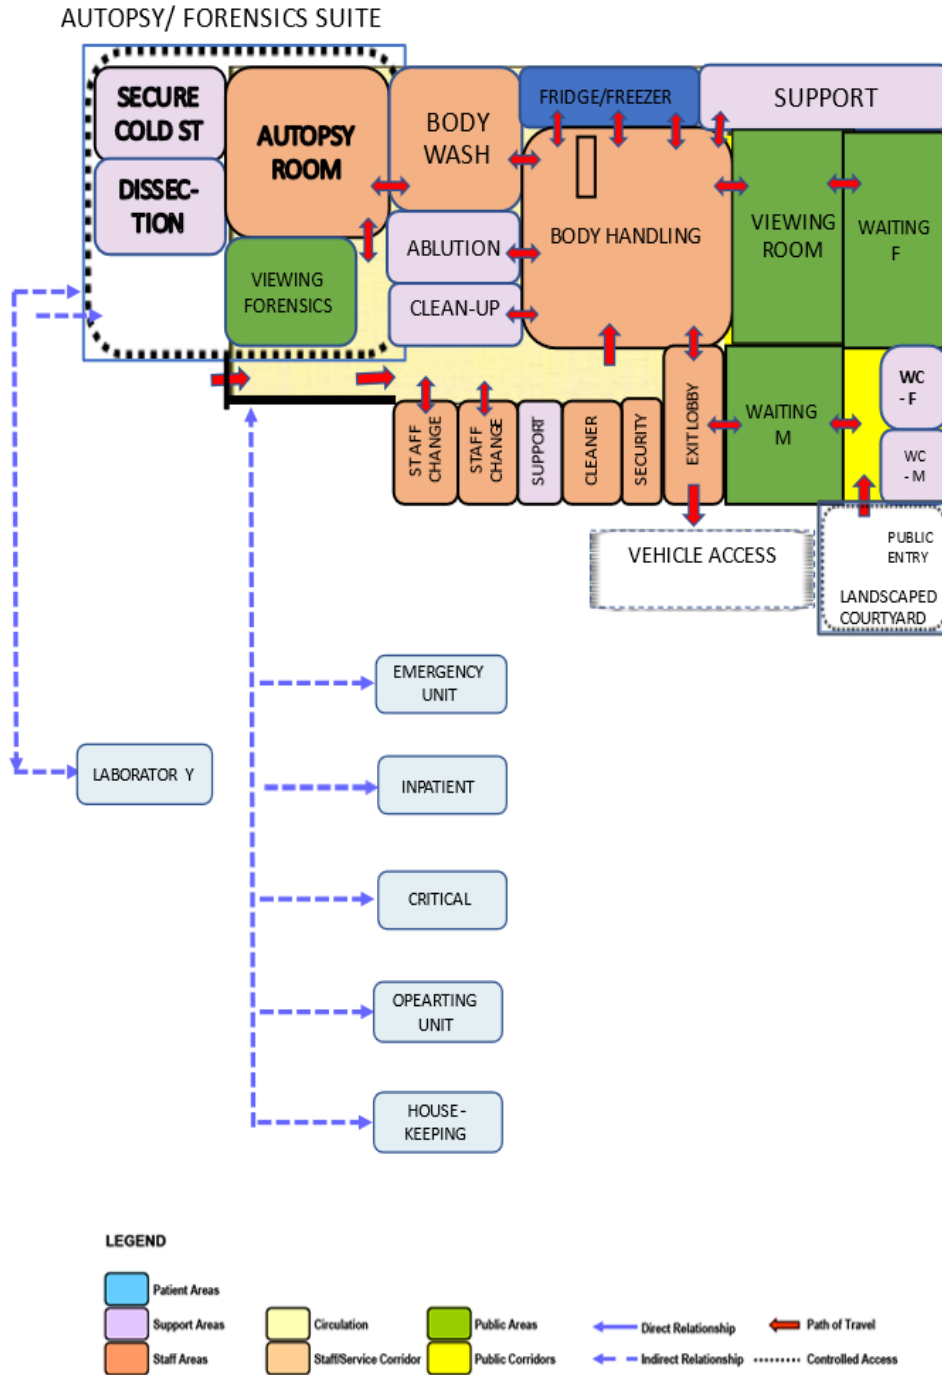 AUTOPSY/ FORENSICS SUITE
SECURE
COLD ST
AUTOPSY
ROOM
BODY
WASH
FRIDGE/FREEZER
SUPPORT
DISSEC-
TION
ABLUTION
BODY HANDLING
VIEWING
ROOM
WAITING
F
VIEWING
FORENSICS
CLEAN-UP
STAFF
CHANGE
STAFF
CHANGE
SUPPORT
CLEANER
SECURITY
EXIT LOBBY
WAITING
M
WC
- F
WC
- M
VEHICLE ACCESS
PUBLIC
ENTRY
LANDSCAPED
COURTYARD
EMERGENCY
UNIT
LABORATOR Y
INPATIENT
CRITICAL
OPEARTING
UNIT
HOUSE-
KEEPING
LEGEND
Patient Areas
Support Areas
Circulation
Public Areas
Direct Relationship
Path of Travel
Staff Areas
Staff/Service Corridor
Public Corridors
Indirect Relationship
Controlled Access